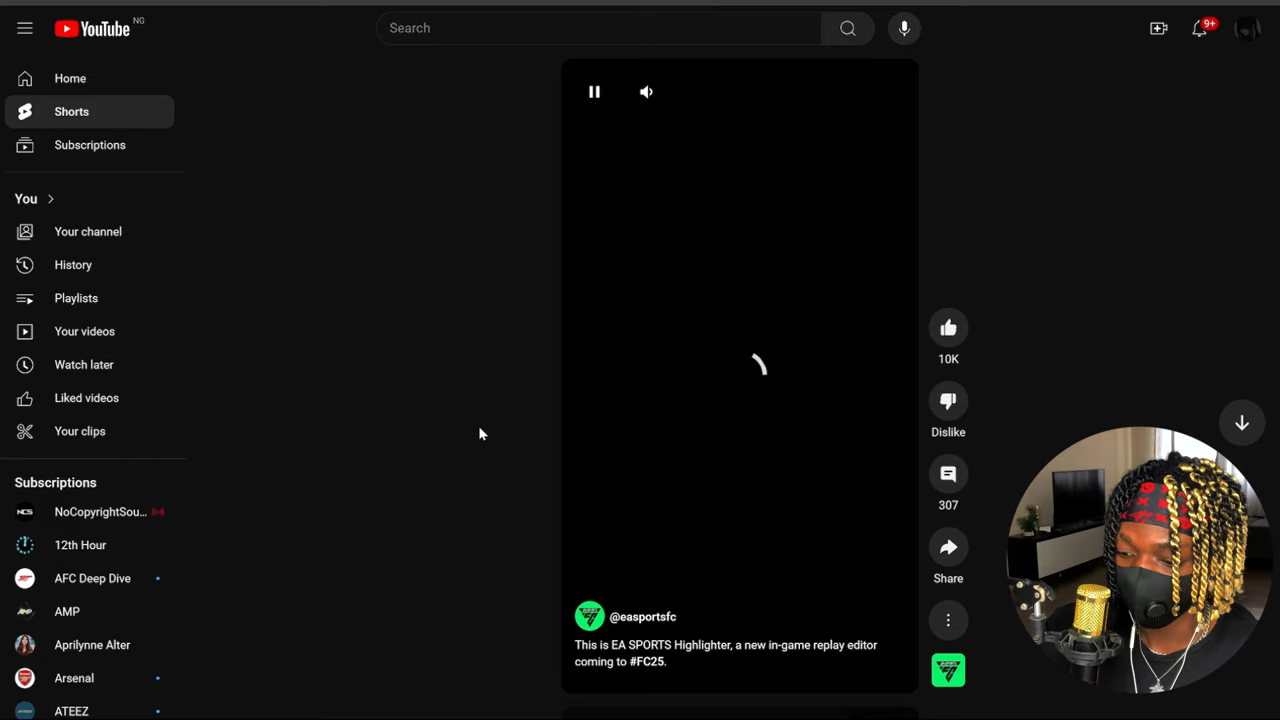 YouTube NG
Search
9+
Home
Shorts
Subscriptions
You
Your channel
History
Playlists
Your videos
Watch later
Liked videos
Your clips
Subscriptions
NCS
NoCopyrightSou...
12th Hour
AFC Deep Dive
AMP
Aprilynne Alter
Arsenal
ATEEZ
10K
Dislike
307
Share
@easportsfc
This is EA SPORTS Highlighter, a new in-game replay editor
coming to #FC25.